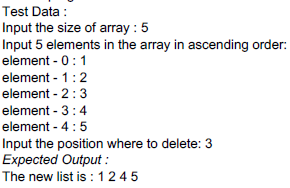 Test Data :
Input the size of array : 5
Input 5 elements in the array in ascending order:
element - 0 : 1
element - 1 : 2
element - 2 : 3
element - 3 : 4
element - 4 : 5
Input the position where to delete: 3
Expected Output :
The new list is : 1 2 4 5